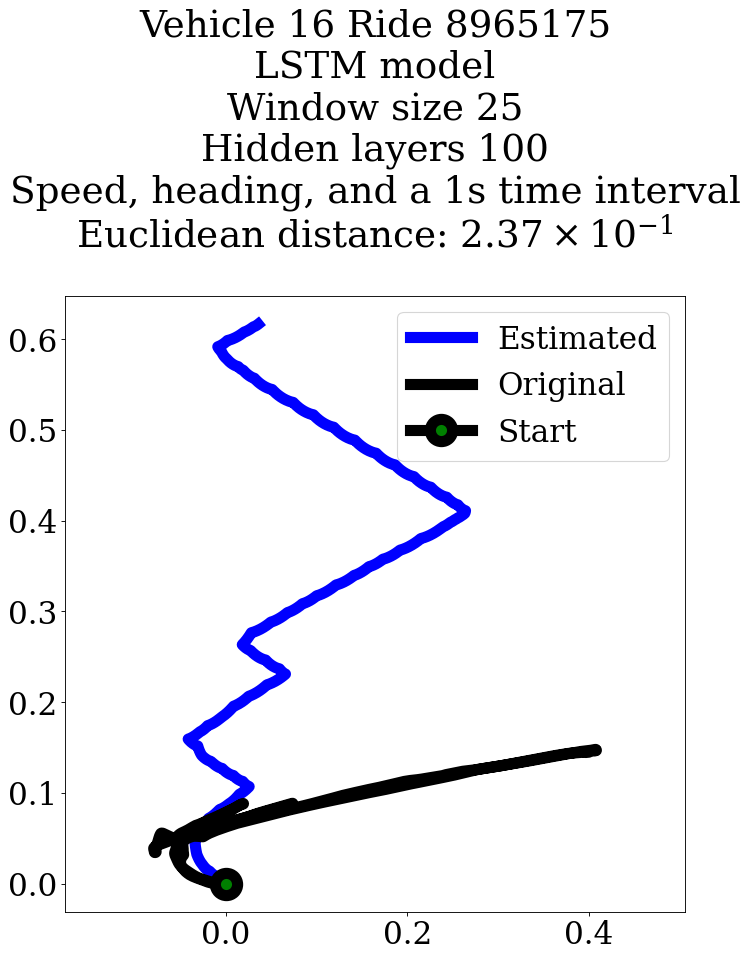 Vehicle 16 Ride 8965175
LSTM model
Window size 25
Hidden layers 100
Speed, heading, and a 1s time interval
Euclidean distance: 2.37 × 10⁻¹
Estimated
Original
Start
0.6
0.5
0.4
0.3
0.2
0.1
0.0
0.0 0.2 0.4